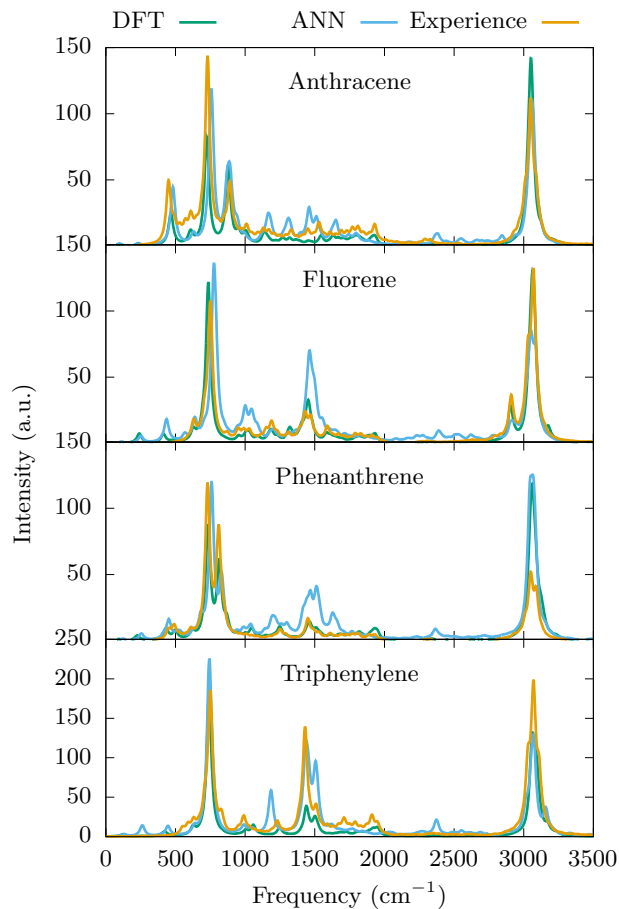 DFT ANN Experience
150
Anthracene
100
50
150
Fluorene
100
50
150
Phenanthrene
100
50
250
Triphenylene
200
150
100
50
0
0 500 1000 1500 2000 2500 3000 3500
Frequency (cm⁻¹)
Intensity (a.u.)